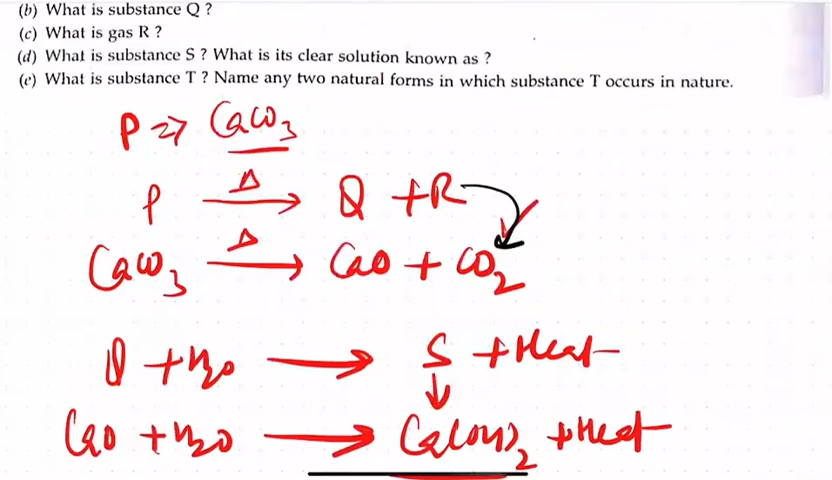 (b) What is substance Q ?
(c) What is gas R ?
(d) What is substance S ? What is its clear solution known as ?
(e) What is substance T ? Name any two natural forms in which substance T occurs in nature.
P => CaCO3
P Δ→ Q + R
CaCO3 Δ→ CaO + CO2
Q + H2O → S + Heat
↓
CaO + H2O → Ca(OH)2 + Heat